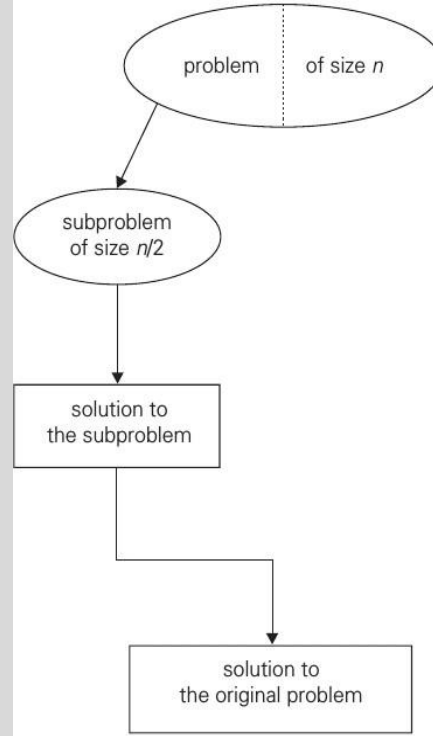 problem of size n
subproblem
of size n/2
solution to
the subproblem
solution to
the original problem